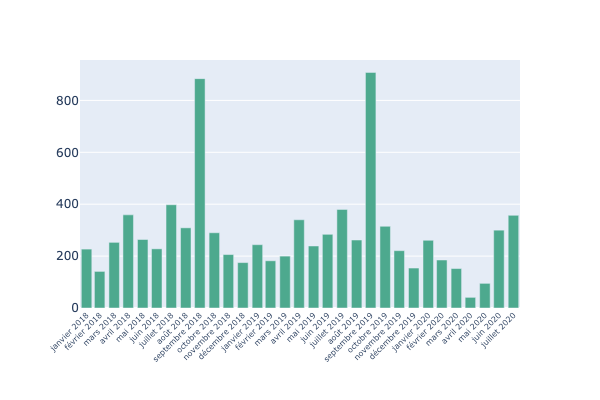 800
600
400
200
0
janvier 2018
février 2018
mars 2018
avril 2018
mai 2018
juin 2018
juillet 2018
août 2018
septembre 2018
octobre 2018
novembre 2018
décembre 2018
janvier 2019
février 2019
mars 2019
avril 2019
mai 2019
juin 2019
juillet 2019
août 2019
septembre 2019
octobre 2019
novembre 2019
décembre 2019
janvier 2020
février 2020
mars 2020
avril 2020
mai 2020
juin 2020
juillet 2020